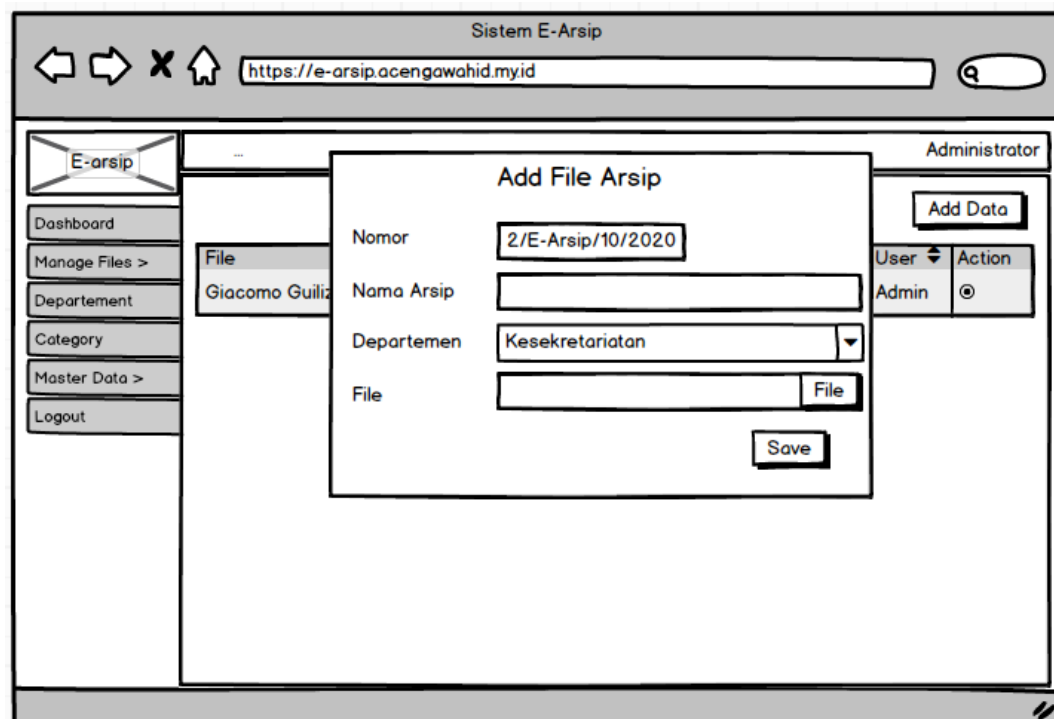 Sistem E-Arsip
https://e-arsip.acengawahid.my.id
E-arsip
...
Administrator
Dashboard
Manage Files >
Departement
Category
Master Data >
Logout
Add Data
File
User
Action
Giacomo Guiliz
Admin
Add File Arsip
Nomor
2/E-Arsip/10/2020
Nama Arsip
Departemen
Kesekretariatan
File
File
Save